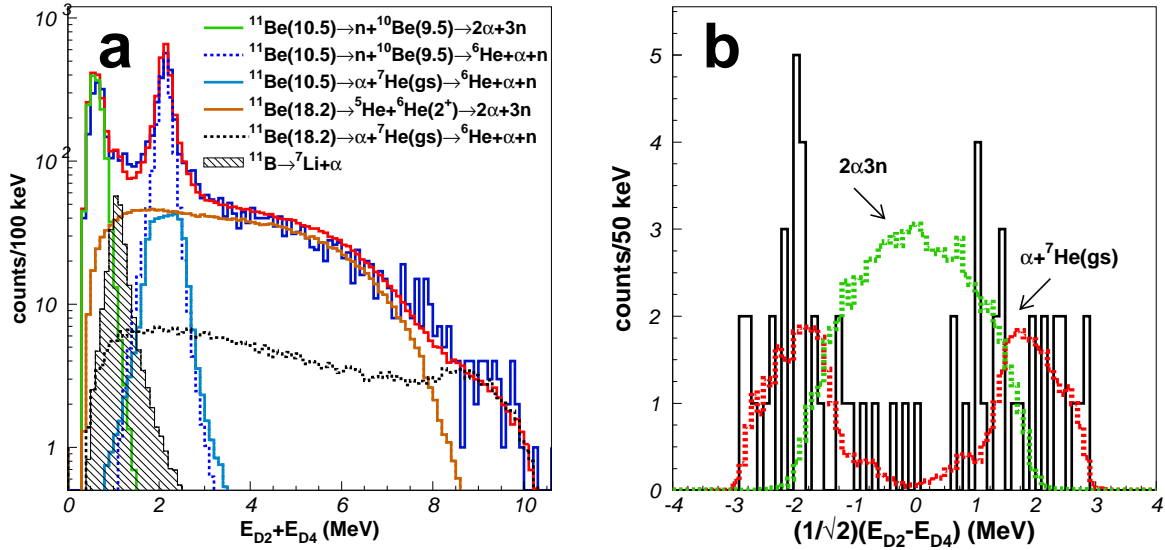 a
¹¹Be(10.5)→n+¹⁰Be(9.5)→2α+3n
¹¹Be(10.5)→n+¹⁰Be(9.5)→⁶He+α+n
¹¹Be(10.5)→α+⁷He(gs)→⁶He+α+n
¹¹Be(18.2)→⁵He+⁶He(2⁺)→2α+3n
¹¹Be(18.2)→α+⁷He(gs)→⁶He+α+n
¹¹B→⁷Li+α
counts/100 keV
10³
10²
10
1
0 2 4 6 8 10
E_D2+E_D4 (MeV)
b
2α3n
α+⁷He(gs)
counts/50 keV
5
4
3
2
1
0
-4 -3 -2 -1 0 1 2 3 4
(1/√2)(E_D2-E_D4) (MeV)